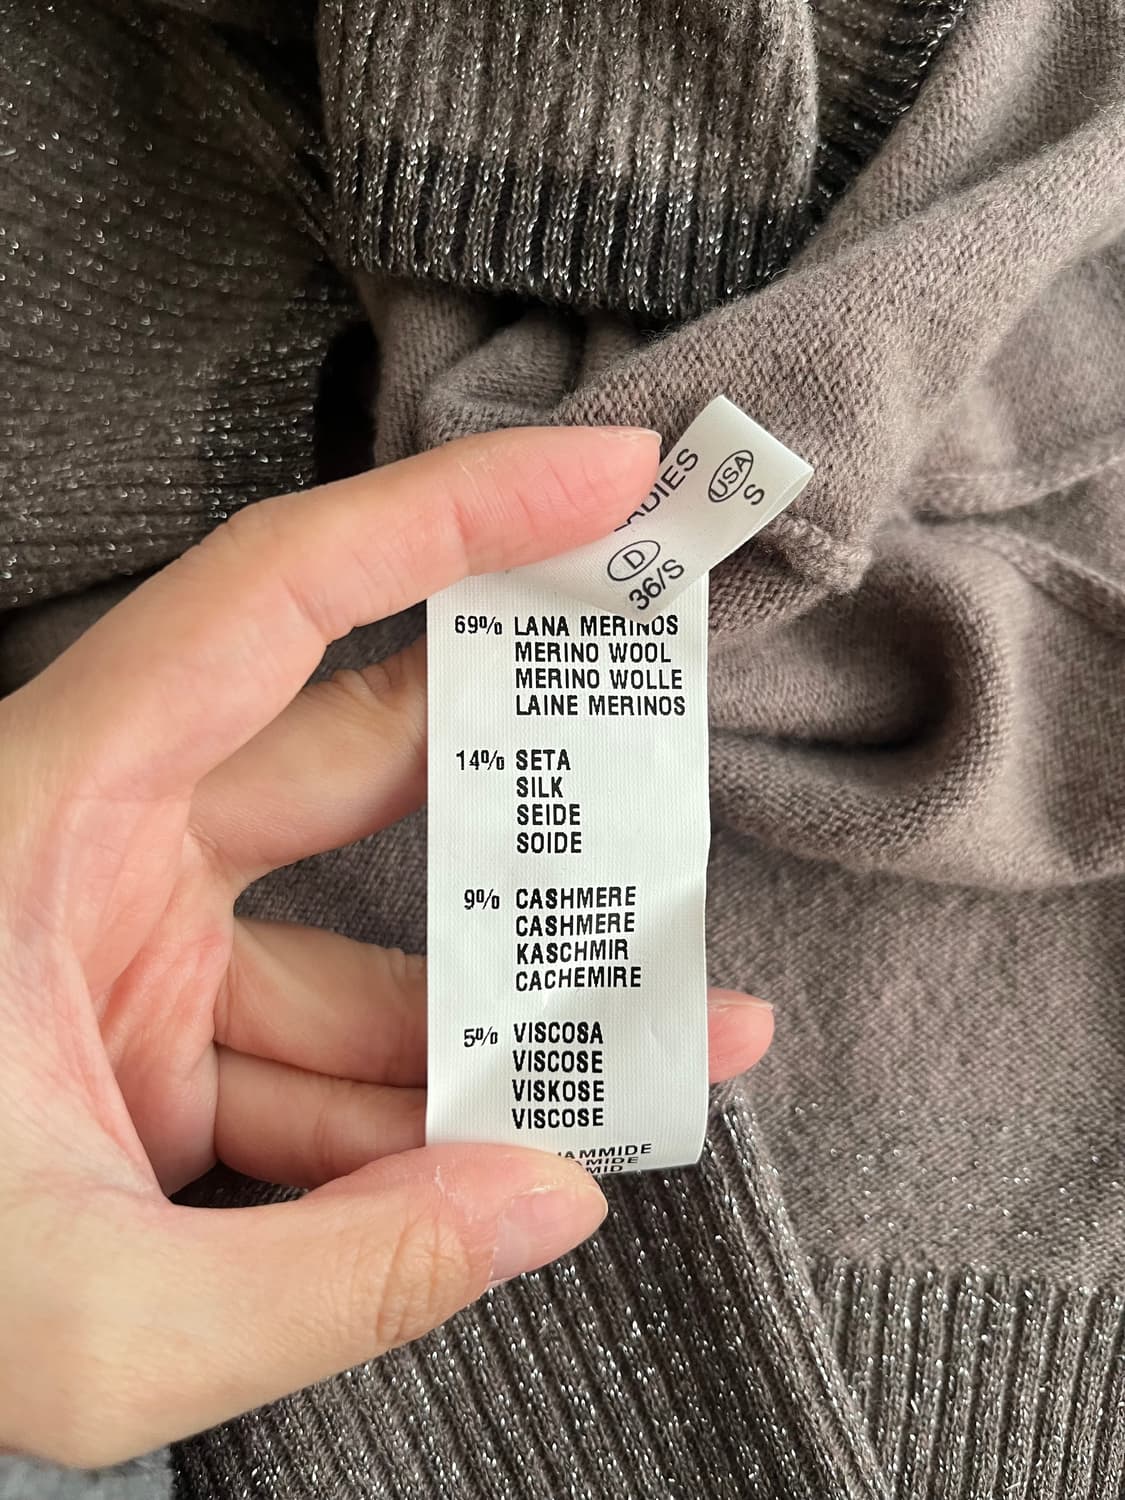 USA
S
D
36/S
69% LANA MERINOS
MERINO WOOL
MERINO WOLLE
LAINE MERINOS
14% SETA
SILK
SEIDE
SOIDE
9% CASHMERE
CASHMERE
KASCHMIR
CACHEMIRE
5% VISCOSA
VISCOSE
VISKOSE
VISCOSE